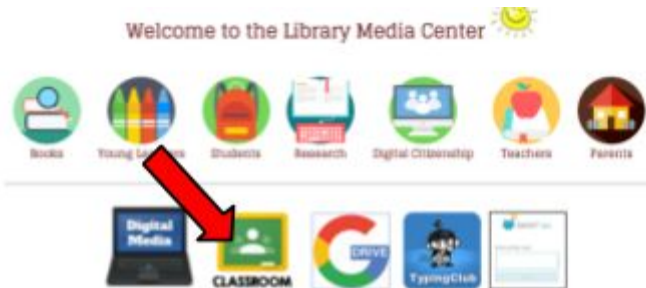 Welcome to the Library Media Center
Books
Young Learners
Students
Research
Digital Citizenship
Teachers
Parents
Digital
Media
CLASSROOM
DRIVE
TypingClub